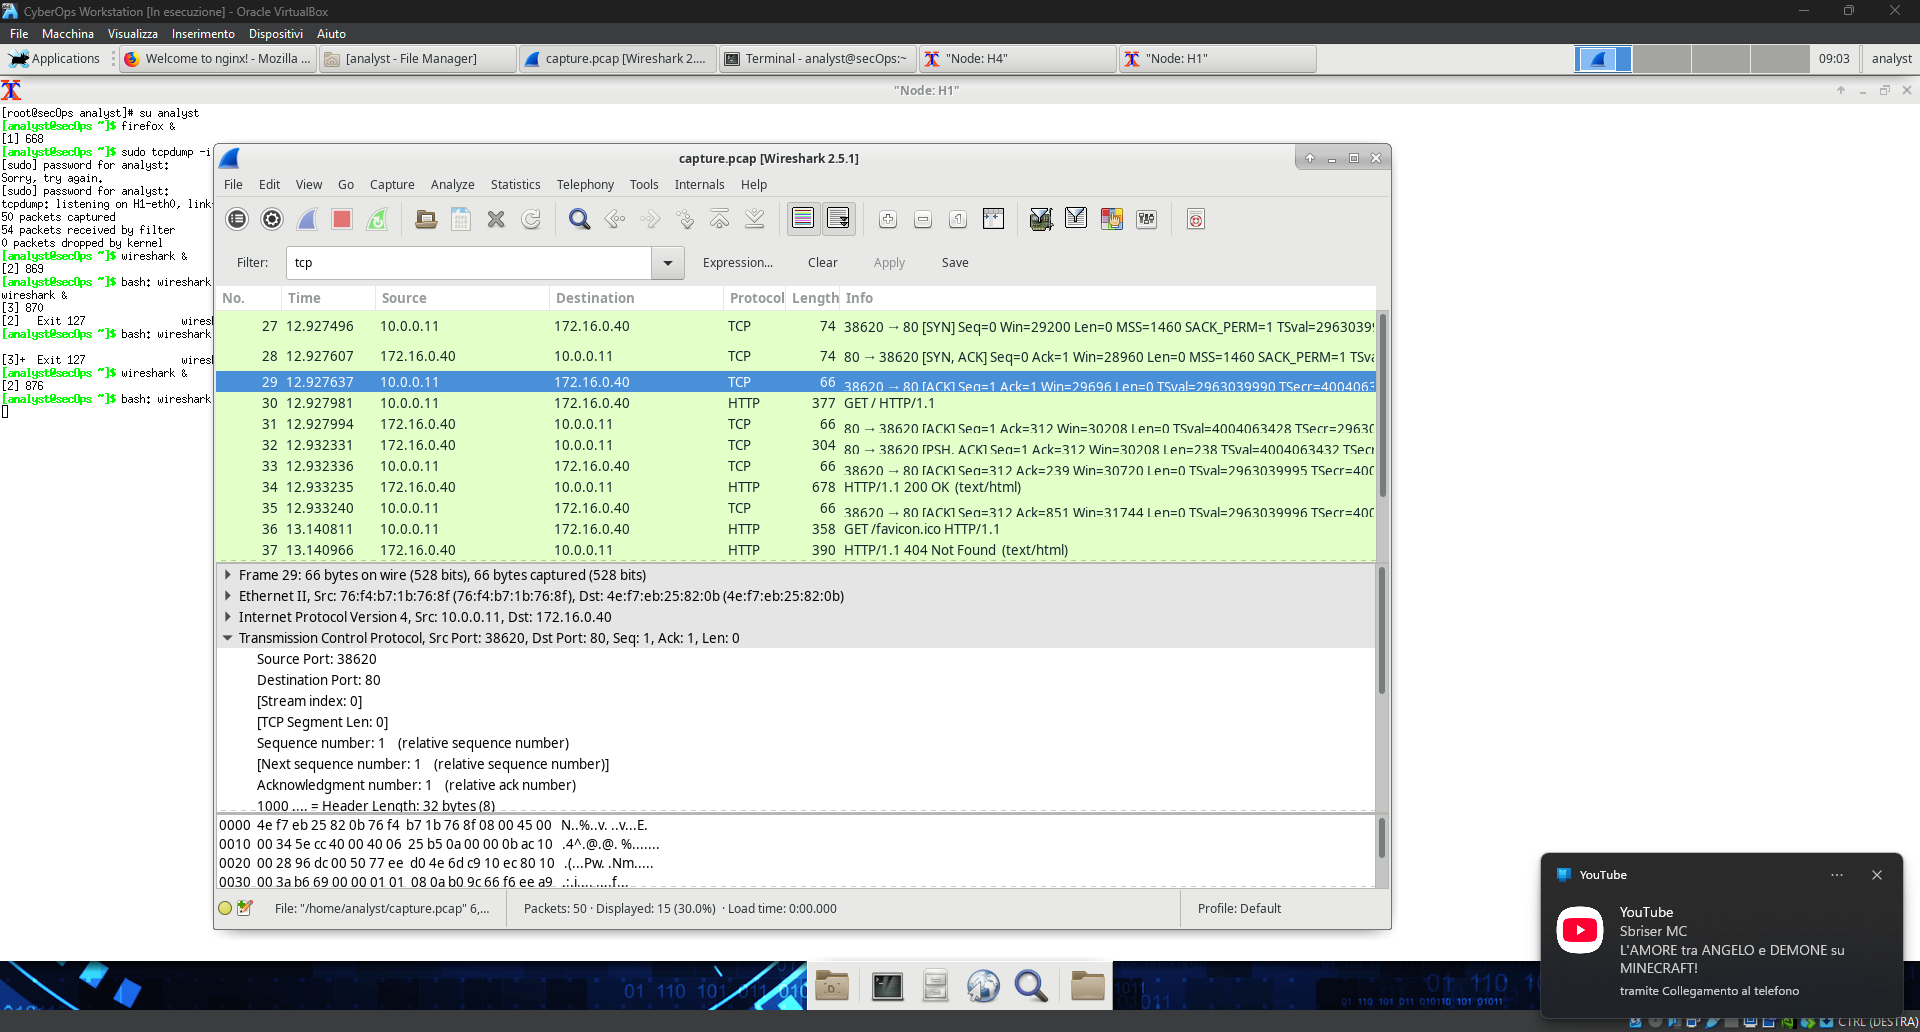 CyberOps Workstation [In esecuzione] - Oracle VirtualBox
File Macchina Visualizza Inserimento Dispositivi Aiuto
Applications Welcome to nginx! - Mozilla ... [analyst - File Manager] capture.pcap [Wireshark 2.... Terminal - analyst@secOps:~ "Node: H4" "Node: H1" 09:03 analyst
"Node: H1"
[root@secOps analyst]# su analyst
[analyst@secOps ~]$ firefox &
[1] 668
[analyst@secOps ~]$ sudo tcpdump -i
[sudo] password for analyst:
Sorry, try again.
[sudo] password for analyst:
tcpdump: listening on H1-eth0, link
50 packets captured
54 packets received by filter
0 packets dropped by kernel
[analyst@secOps ~]$ wireshark &
[2] 869
[analyst@secOps ~]$ bash: wireshark
wireshark &
[3] 870
[2] Exit 127 wiresh
[analyst@secOps ~]$ bash: wireshark
[3]+ Exit 127 wiresh
[analyst@secOps ~]$ wireshark &
[2] 876
[analyst@secOps ~]$ bash: wireshark
capture.pcap [Wireshark 2.5.1]
File Edit View Go Capture Analyze Statistics Telephony Tools Internals Help
Filter: tcp Expression... Clear Apply Save
No. Time Source Destination Protocol Length Info
27 12.927496 10.0.0.11 172.16.0.40 TCP 74 38620 → 80 [SYN] Seq=0 Win=29200 Len=0 MSS=1460 SACK_PERM=1 TSval=2963039
28 12.927607 172.16.0.40 10.0.0.11 TCP 74 80 → 38620 [SYN, ACK] Seq=0 Ack=1 Win=28960 Len=0 MSS=1460 SACK_PERM=1 TSva
29 12.927637 10.0.0.11 172.16.0.40 TCP 66 38620 → 80 [ACK] Seq=1 Ack=1 Win=29696 Len=0 TSval=2963039990 TSecr=4004063
30 12.927981 10.0.0.11 172.16.0.40 HTTP 377 GET / HTTP/1.1
31 12.927994 172.16.0.40 10.0.0.11 TCP 66 80 → 38620 [ACK] Seq=1 Ack=312 Win=30208 Len=0 TSval=4004063428 TSecr=29630
32 12.932331 172.16.0.40 10.0.0.11 TCP 304 80 → 38620 [PSH, ACK] Seq=1 Ack=312 Win=30208 Len=238 TSval=4004063432 TSec
33 12.932336 10.0.0.11 172.16.0.40 TCP 66 38620 → 80 [ACK] Seq=312 Ack=239 Win=30720 Len=0 TSval=2963039995 TSecr=400
34 12.933235 172.16.0.40 10.0.0.11 HTTP 678 HTTP/1.1 200 OK (text/html)
35 12.933240 10.0.0.11 172.16.0.40 TCP 66 38620 → 80 [ACK] Seq=312 Ack=851 Win=31744 Len=0 TSval=2963039996 TSecr=400
36 13.140811 10.0.0.11 172.16.0.40 HTTP 358 GET /favicon.ico HTTP/1.1
37 13.140966 172.16.0.40 10.0.0.11 HTTP 390 HTTP/1.1 404 Not Found (text/html)
Frame 29: 66 bytes on wire (528 bits), 66 bytes captured (528 bits)
Ethernet II, Src: 76:f4:b7:1b:76:8f (76:f4:b7:1b:76:8f), Dst: 4e:f7:eb:25:82:0b (4e:f7:eb:25:82:0b)
Internet Protocol Version 4, Src: 10.0.0.11, Dst: 172.16.0.40
Transmission Control Protocol, Src Port: 38620, Dst Port: 80, Seq: 1, Ack: 1, Len: 0
Source Port: 38620
Destination Port: 80
[Stream index: 0]
[TCP Segment Len: 0]
Sequence number: 1 (relative sequence number)
[Next sequence number: 1 (relative sequence number)]
Acknowledgment number: 1 (relative ack number)
1000 .... = Header Length: 32 bytes (8)
0000 4e f7 eb 25 82 0b 76 f4 b7 1b 76 8f 08 00 45 00 N..%..v. ..v...E.
0010 00 34 5e cc 40 00 40 06 25 b5 0a 00 00 0b ac 10 .4^.@.@. %.......
0020 00 28 96 dc 00 50 77 ee d0 4e 6d c9 10 ec 80 10 .(...Pw. .Nm.....
0030 00 3a b6 69 00 00 01 01 08 0a b0 9c 66 f6 ee a9 .:.i.... ....f...
File: "/home/analyst/capture.pcap" 6,... Packets: 50 · Displayed: 15 (30.0%) · Load time: 0:00.000 Profile: Default
YouTube
YouTube
Sbriser MC
L'AMORE tra ANGELO e DEMONE su
MINECRAFT!
tramite Collegamento al telefono
CTRL (DESTRA)